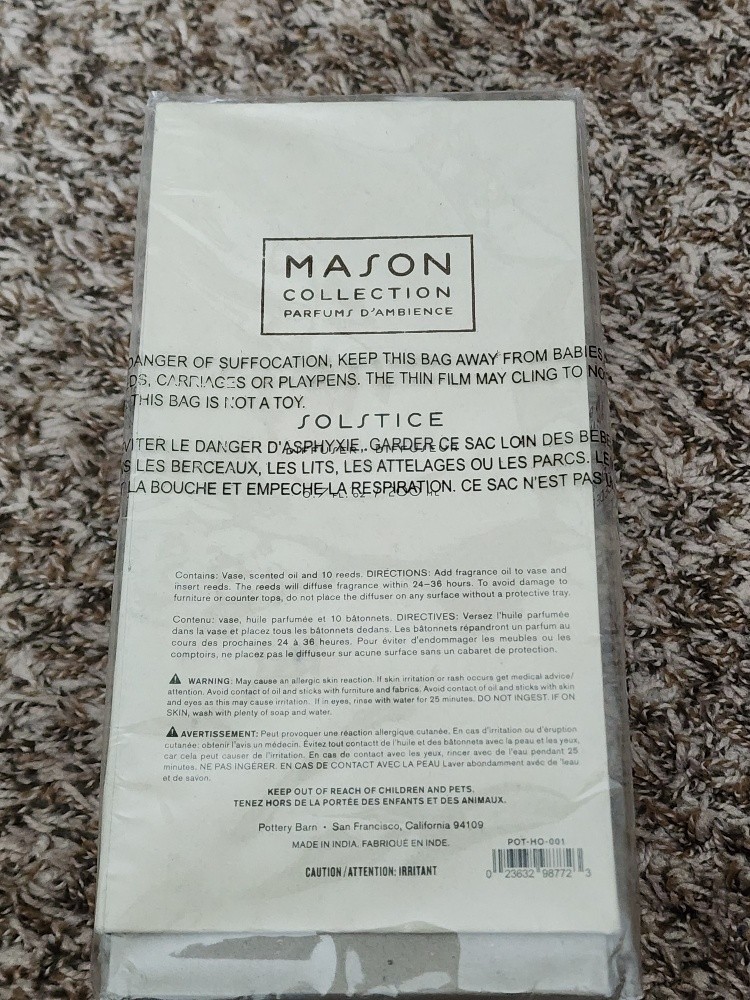 MASON
COLLECTION
PARFUMS D'AMBIENCE
DANGER OF SUFFOCATION, KEEP THIS BAG AWAY FROM BABIES
DS, CARRIAGES OR PLAYPENS. THE THIN FILM MAY CLING TO NO
THIS BAG IS NOT A TOY.
SOLSTICE
VITER LE DANGER D'ASPHYXIE, GARDER CE SAC LOIN DES BEBE
DIFFUSER / DIFFUSEUR
S LES BERCEAUX, LES LITS, LES ATTELAGES OU LES PARCS. LE
LA BOUCHE ET EMPECHE LA RESPIRATION. CE SAC N'EST PAS
Contains: Vase, scented oil and 10 reeds. DIRECTIONS: Add fragrance oil to vase and
insert reeds. The reeds will diffuse fragrance within 24–36 hours. To avoid damage to
furniture or counter tops, do not place the diffuser on any surface without a protective tray.
Contenu: vase, huile parfumée et 10 bâtonnets. DIRECTIVES: Versez l'huile parfumée
dans la vase et placez tous les bâtonnets dedans. Les bâtonnets répandront un parfum au
cours des prochaines 24 à 36 heures. Pour éviter d'endommager les meubles ou les
comptoirs, ne placez pas le diffuseur sur acune surface sans un cabaret de protection.
WARNING: May cause an allergic skin reaction. If skin irritation or rash occurs get medical advice/
attention. Avoid contact of oil and sticks with furniture and fabrics. Avoid contact of oil and sticks with skin
and eyes as this may cause irritation. If in eyes, rinse with water for 25 minutes. DO NOT INGEST. IF ON
SKIN, wash with plenty of soap and water.
AVERTISSEMENT: Peut provoquer une réaction allergique cutanée. En cas d'irritation ou d'éruption
cutanée: obtenir l'avis un médecin. Évitez tout contactt de l'huile et des bâtonnets avec la peau et les yeux,
car cela peut causer de l'irritation. En cas de contact avec les yeux, rincer avec de l'eau pendant 25
minutes. NE PAS INGÉRER. EN CAS DE CONTACT AVEC LA PEAU Laver abondamment avec de 'leau
et de savon.
KEEP OUT OF REACH OF CHILDREN AND PETS.
TENEZ HORS DE LA PORTÉE DES ENFANTS ET DES ANIMAUX.
Pottery Barn • San Francisco, California 94109
MADE IN INDIA. FABRIQUÉ EN INDE.
CAUTION/ATTENTION: IRRITANT
POT-HO-001
0 23632 98772 3